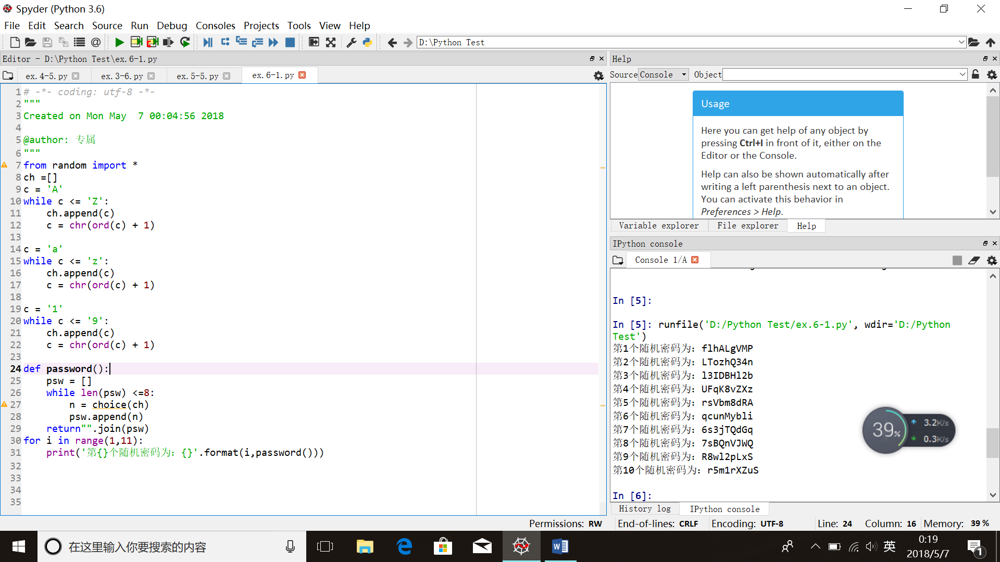 Spyder (Python 3.6)
File Edit Search Source Run Debug Consoles Projects Tools View Help
D:\Python Test
Editor - D:\Python Test\ex.6-1.py
ex.4-5.py ex.3-6.py ex.5-5.py ex.6-1.py
1 # -*- coding: utf-8 -*-
2 """
3 Created on Mon May  7 00:04:56 2018
4
5 @author: 专属
6 """
7 from random import *
8 ch =[]
9 c = 'A'
10 while c <= 'Z':
11     ch.append(c)
12     c = chr(ord(c) + 1)
13
14 c = 'a'
15 while c <= 'z':
16     ch.append(c)
17     c = chr(ord(c) + 1)
18
19 c = '1'
20 while c <= '9':
21     ch.append(c)
22     c = chr(ord(c) + 1)
23
24 def password():
25     psw = []
26     while len(psw) <=8:
27         n = choice(ch)
28         psw.append(n)
29     return"".join(psw)
30 for i in range(1,11):
31     print('第{}个随机密码为: {}'.format(i,password()))
32
33
34
35
Help
Source Console Object
Usage
Here you can get help of any object by
pressing Ctrl+I in front of it, either on the
Editor or the Console.
Help can also be shown automatically after
writing a left parenthesis next to an object.
You can activate this behavior in
Preferences > Help.
Variable explorer File explorer Help
IPython console
Console 1/A
In [5]:
In [5]: runfile('D:/Python Test/ex.6-1.py', wdir='D:/Python
Test')
第1个随机密码为: flhALgVMP
第2个随机密码为: LTozhQ34n
第3个随机密码为: l3IDBHl2b
第4个随机密码为: UFqK8vZXz
第5个随机密码为: rsVbm8dRA
第6个随机密码为: qcunMybli
第7个随机密码为: 6s3jTQdGq
第8个随机密码为: 7sBQnVJWQ
第9个随机密码为: R8wl2pLxS
第10个随机密码为: r5m1rXZuS
In [6]:
39%
3.2K/s
0.3K/s
History log IPython console
Permissions: RW End-of-lines: CRLF Encoding: UTF-8 Line: 24 Column: 16 Memory: 39 %
在这里输入你要搜索的内容
英
0:19
2018/5/7
1